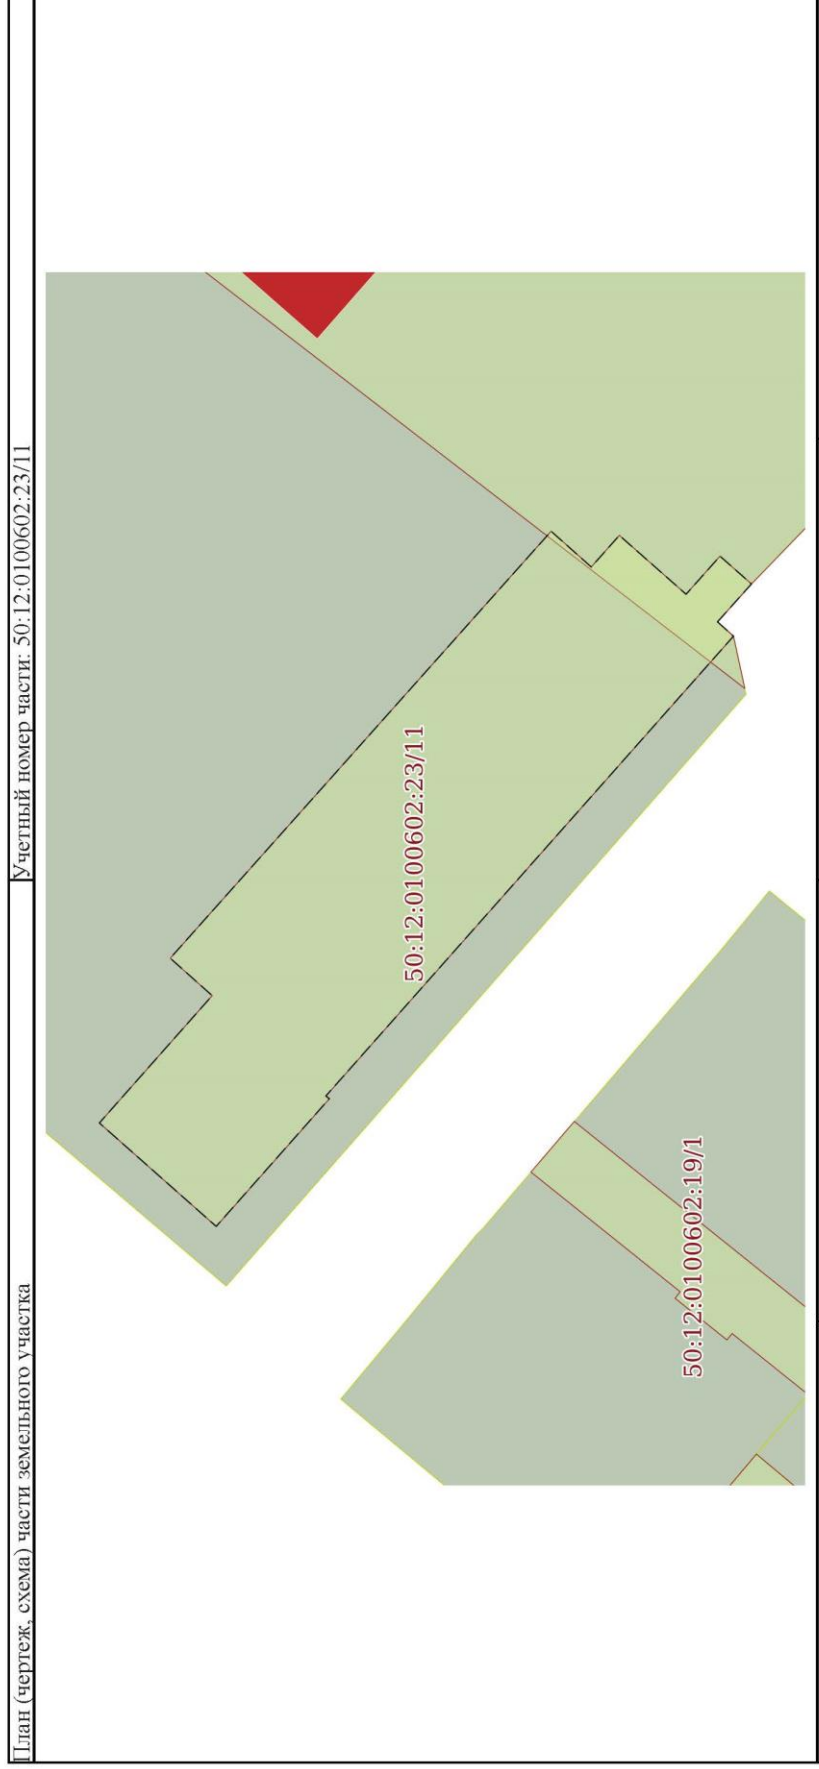 План (чертеж, схема) части земельного участка
Учетный номер части: 50:12:0100602:23/11
50:12:0100602:23/11
50:12:0100602:19/1